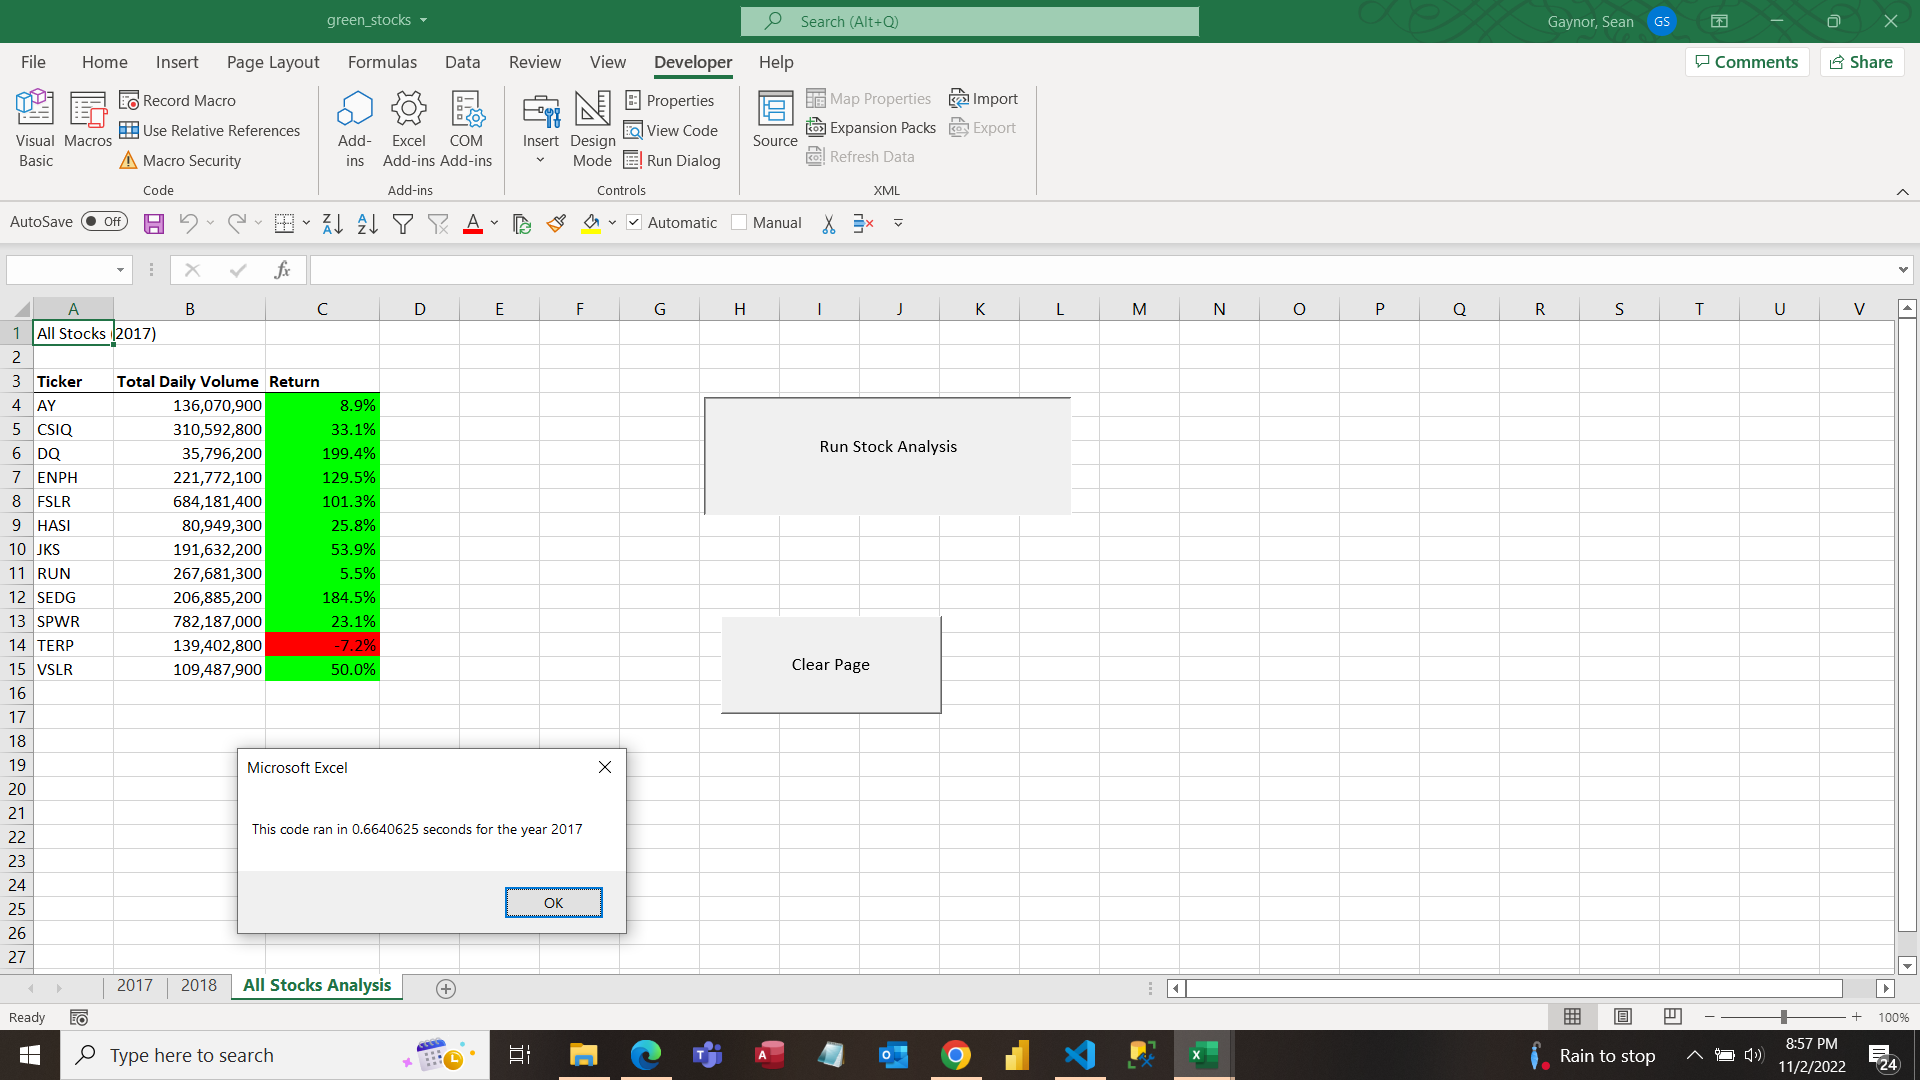 green_stocks
Search (Alt+Q)
Gaynor, Sean
GS
File Home Insert Page Layout Formulas Data Review View Developer Help
Comments
Share
Visual Basic
Macros
Record Macro
Use Relative References
Macro Security
Code
Add-ins
Excel Add-ins
COM Add-ins
Add-ins
Insert
Design Mode
Properties
View Code
Run Dialog
Controls
Source
Map Properties
Expansion Packs
Refresh Data
Import
Export
XML
AutoSave Off
Automatic
Manual
fx
A B C D E F G H I J K L M N O P Q R S T U V
1 All Stocks (2017)
2
3 Ticker Total Daily Volume Return
4 AY 136,070,900 8.9%
5 CSIQ 310,592,800 33.1%
6 DQ 35,796,200 199.4%
7 ENPH 221,772,100 129.5%
8 FSLR 684,181,400 101.3%
9 HASI 80,949,300 25.8%
10 JKS 191,632,200 53.9%
11 RUN 267,681,300 5.5%
12 SEDG 206,885,200 184.5%
13 SPWR 782,187,000 23.1%
14 TERP 139,402,800 -7.2%
15 VSLR 109,487,900 50.0%
16
17
18
19
20
21
22
23
24
25
26
27
Run Stock Analysis
Clear Page
Microsoft Excel
This code ran in 0.6640625 seconds for the year 2017
OK
2017 2018 All Stocks Analysis
Ready
100%
Type here to search
Rain to stop
8:57 PM
11/2/2022
24